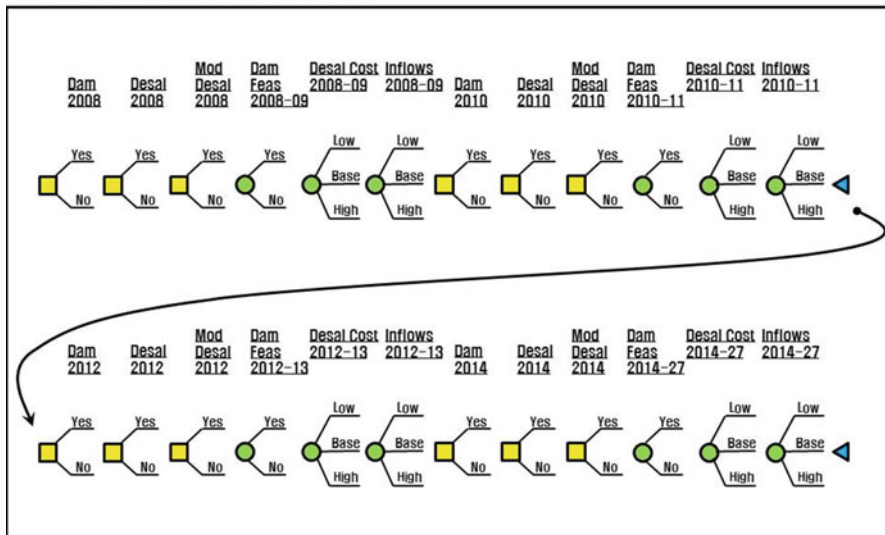 Dam
2008
Desal
2008
Mod
Desal
2008
Dam
Feas
2008-09
Desal Cost
2008-09
Inflows
2008-09
Dam
2010
Desal
2010
Mod
Desal
2010
Dam
Feas
2010-11
Desal Cost
2010-11
Inflows
2010-11
Yes
No
Yes
No
Yes
No
Yes
No
Low
Base
High
Low
Base
High
Yes
No
Yes
No
Yes
No
Yes
No
Low
Base
High
Low
Base
High
Dam
2012
Desal
2012
Mod
Desal
2012
Dam
Feas
2012-13
Desal Cost
2012-13
Inflows
2012-13
Dam
2014
Desal
2014
Mod
Desal
2014
Dam
Feas
2014-27
Desal Cost
2014-27
Inflows
2014-27
Yes
No
Yes
No
Yes
No
Yes
No
Low
Base
High
Low
Base
High
Yes
No
Yes
No
Yes
No
Yes
No
Low
Base
High
Low
Base
High